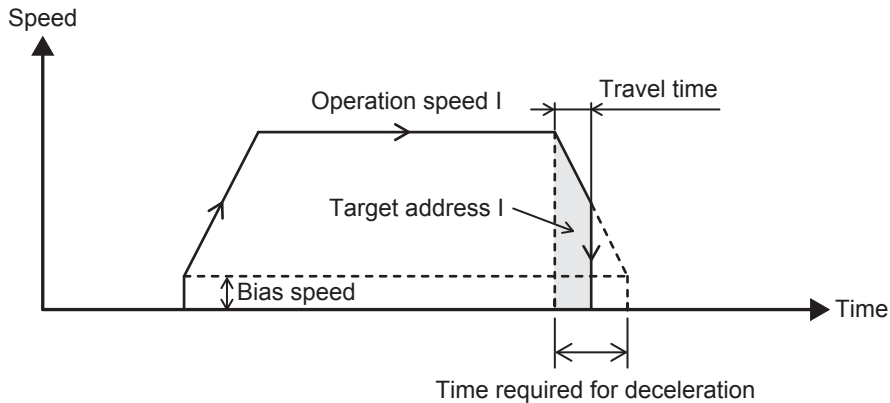 Speed
Travel time
Operation speed I
Target address I
Bias speed
Time
Time required for deceleration